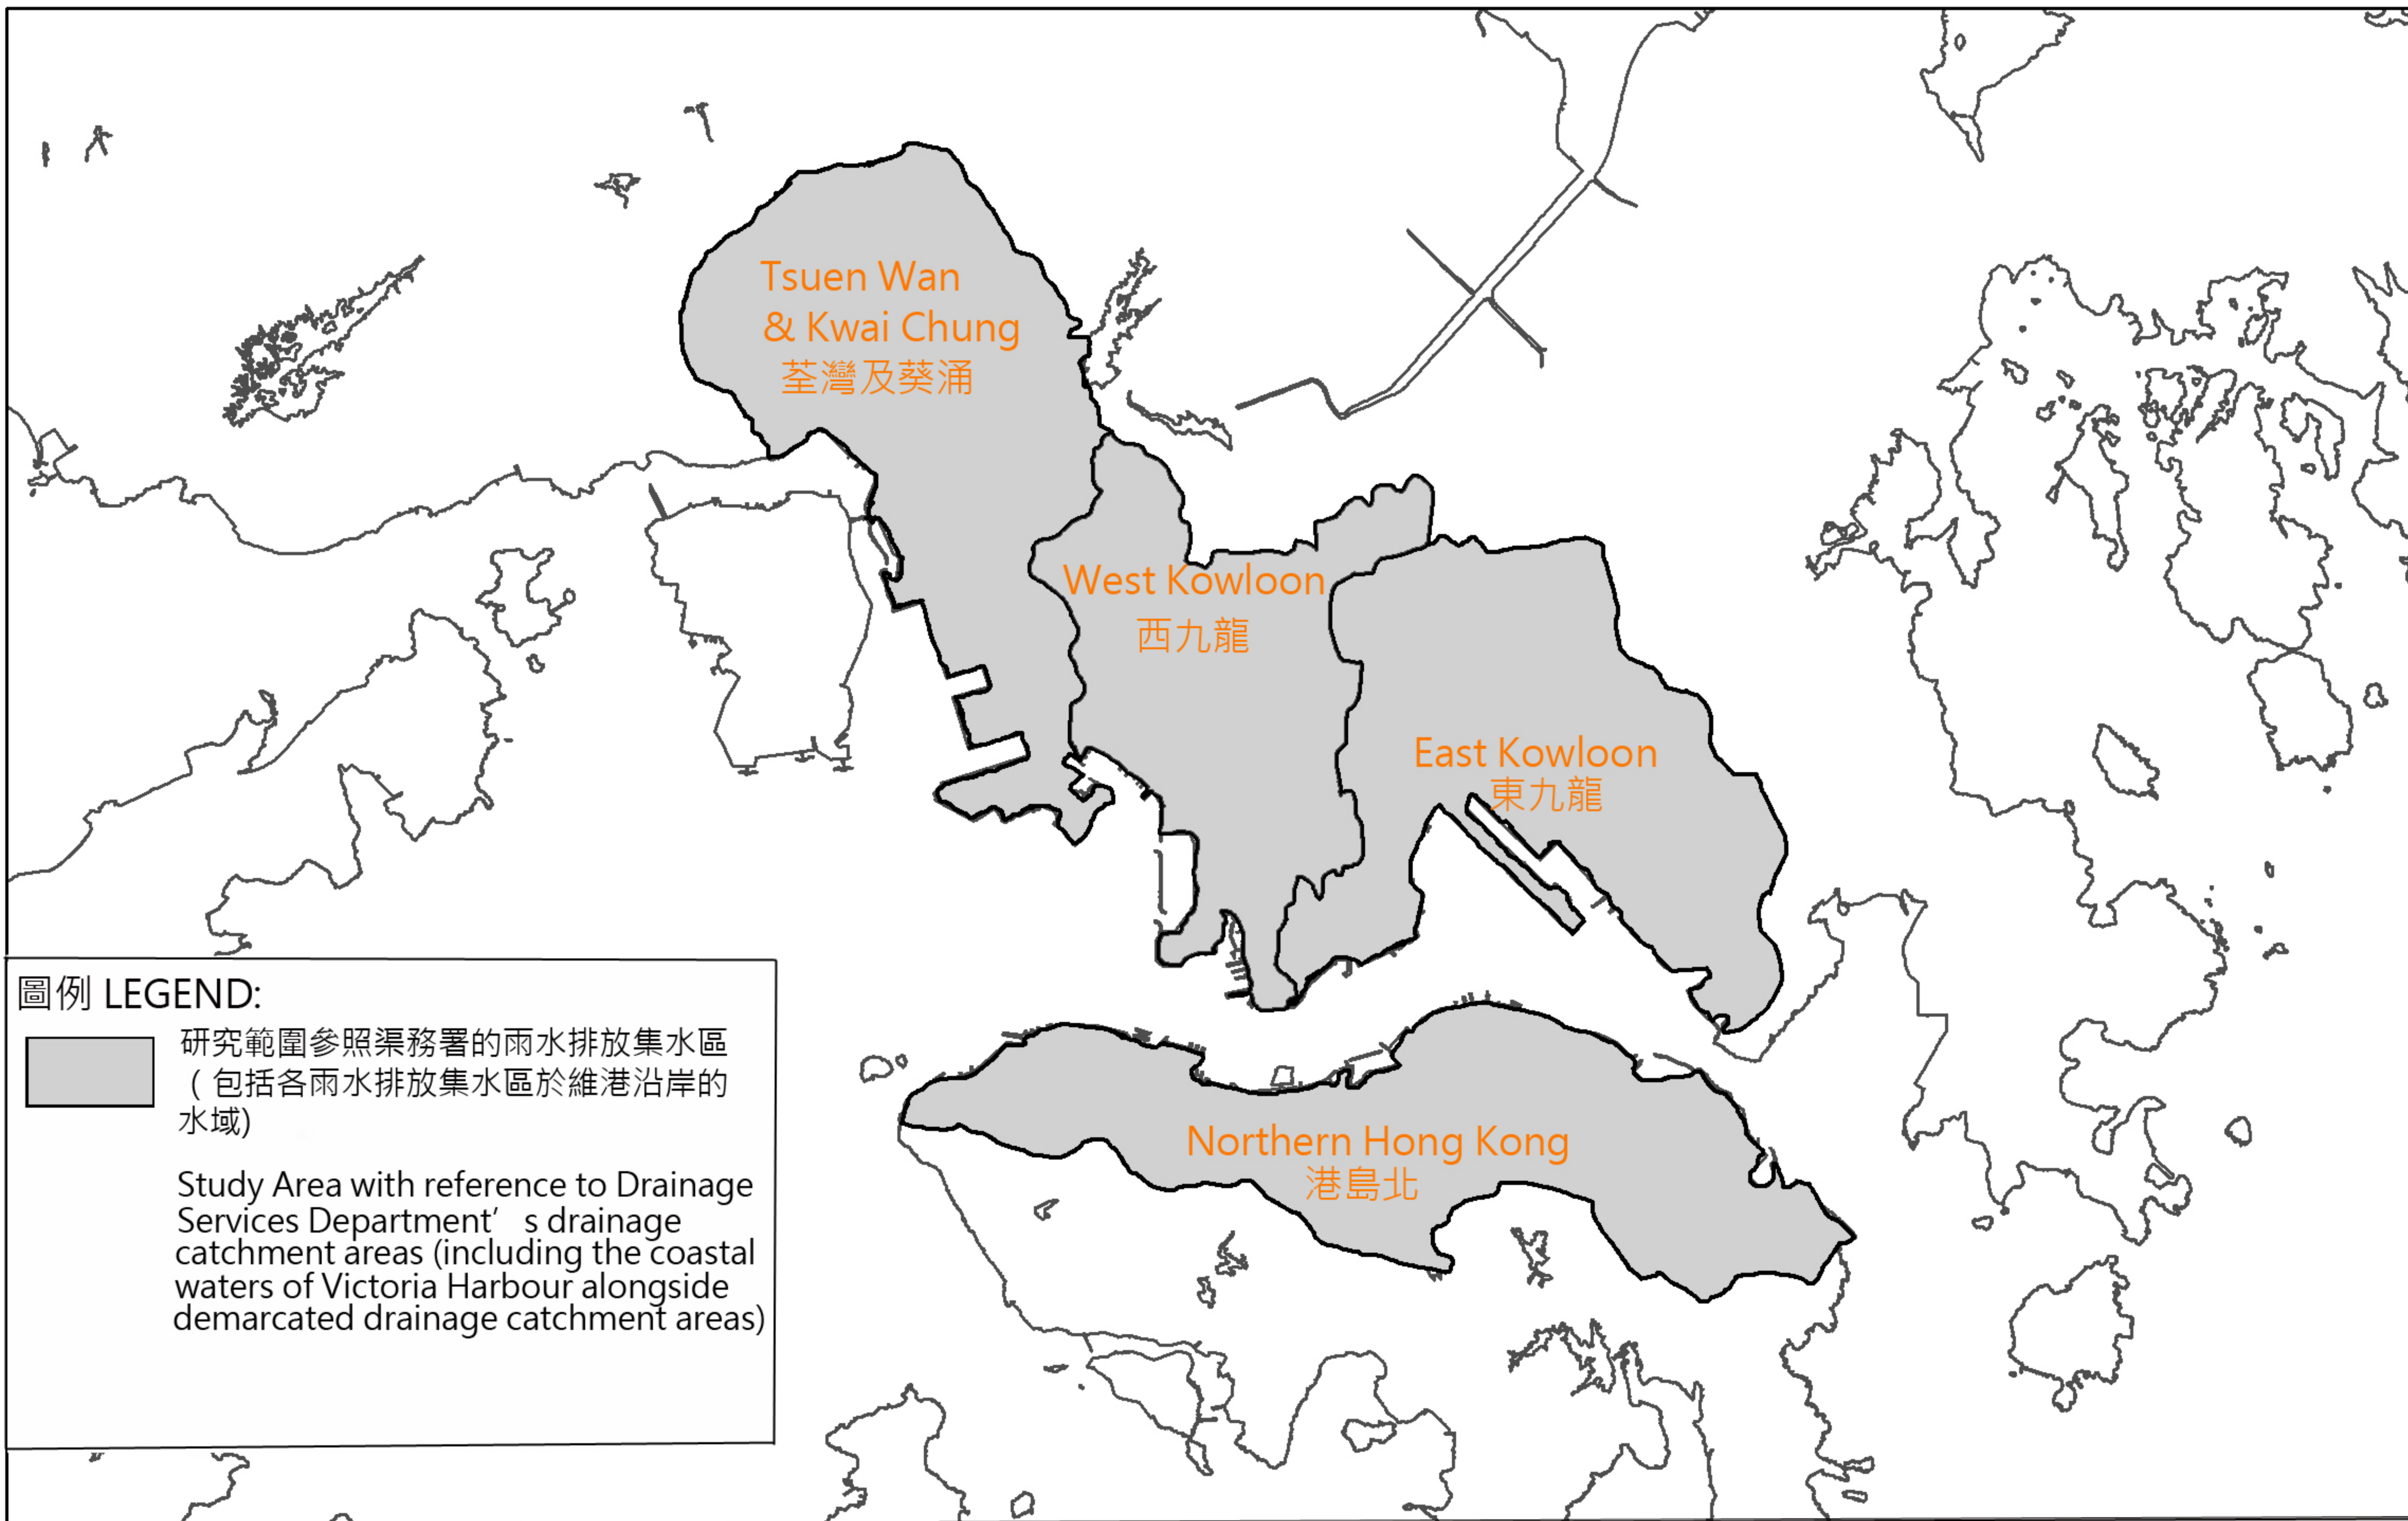 Tsuen Wan
& Kwai Chung
荃灣及葵涌
West Kowloon
西九龍
East Kowloon
東九龍
Northern Hong Kong
港島北
圖例 LEGEND:
研究範圍參照渠務署的雨水排放集水區
(包括各雨水排放集水區於維港沿岸的
水域)
Study Area with reference to Drainage
Services Department’s drainage
catchment areas (including the coastal
waters of Victoria Harbour alongside
demarcated drainage catchment areas)